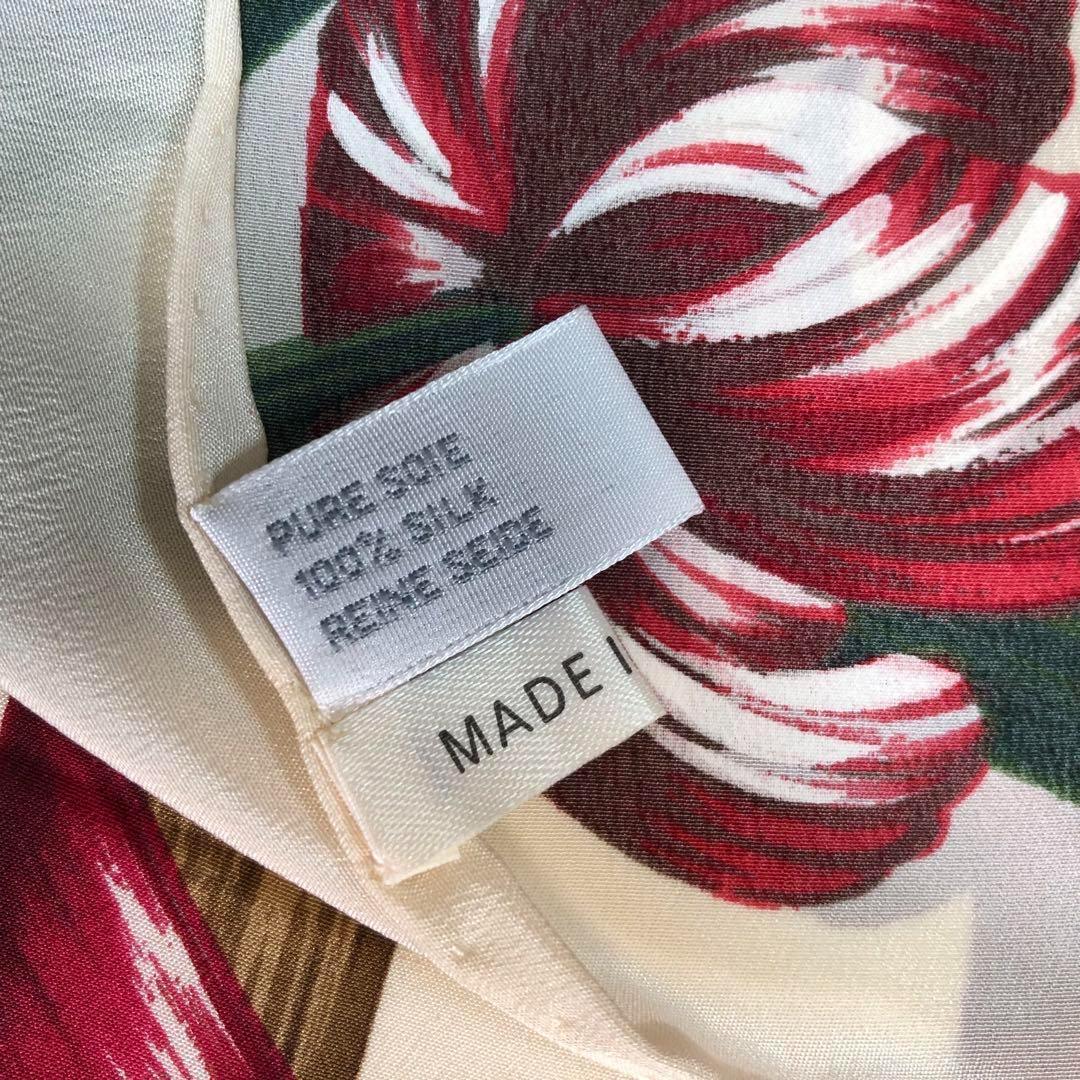 PURE SOIE
100% SILK
REINE SEIDE
MADE I